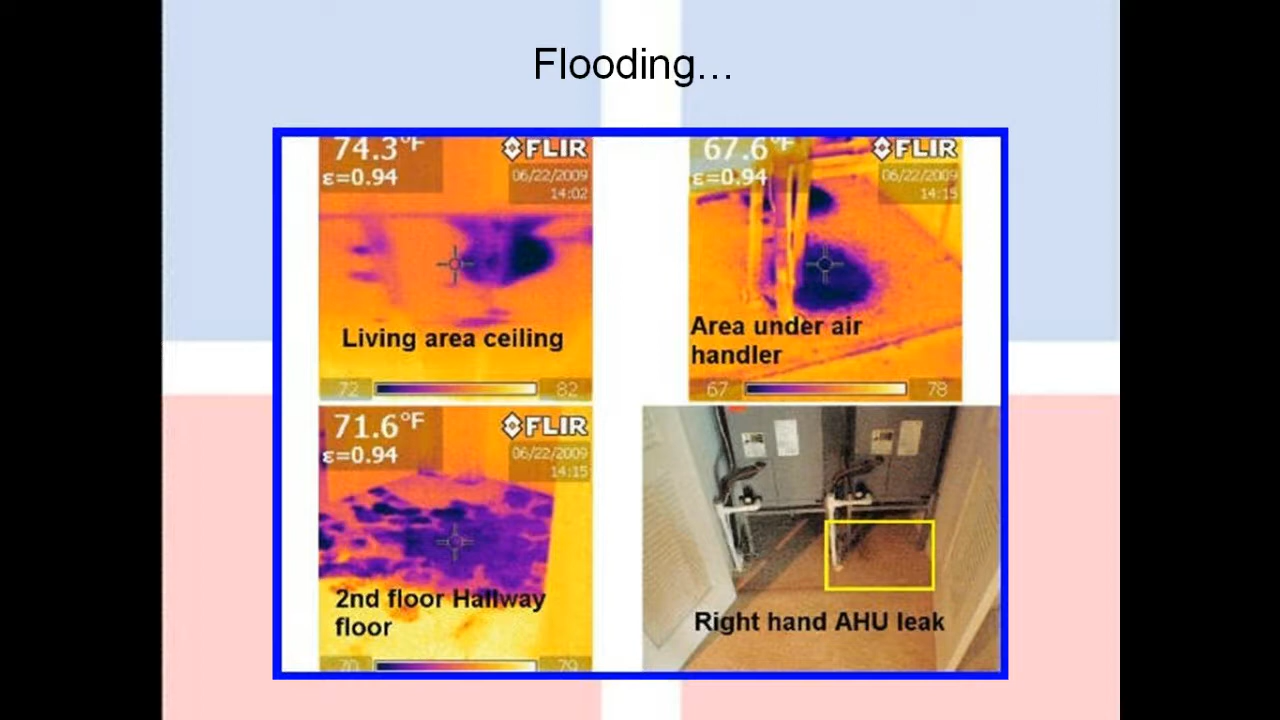 Flooding...
74.3°F
FLIR
ε=0.94
06/22/2009
14:02
Living area ceiling
72
82
67.6°F
FLIR
ε=0.94
06/22/2009
14:15
Area under air
handler
67
78
71.6°F
FLIR
ε=0.94
06/22/2009
14:15
2nd floor Hallway
floor
70
79
Right hand AHU leak